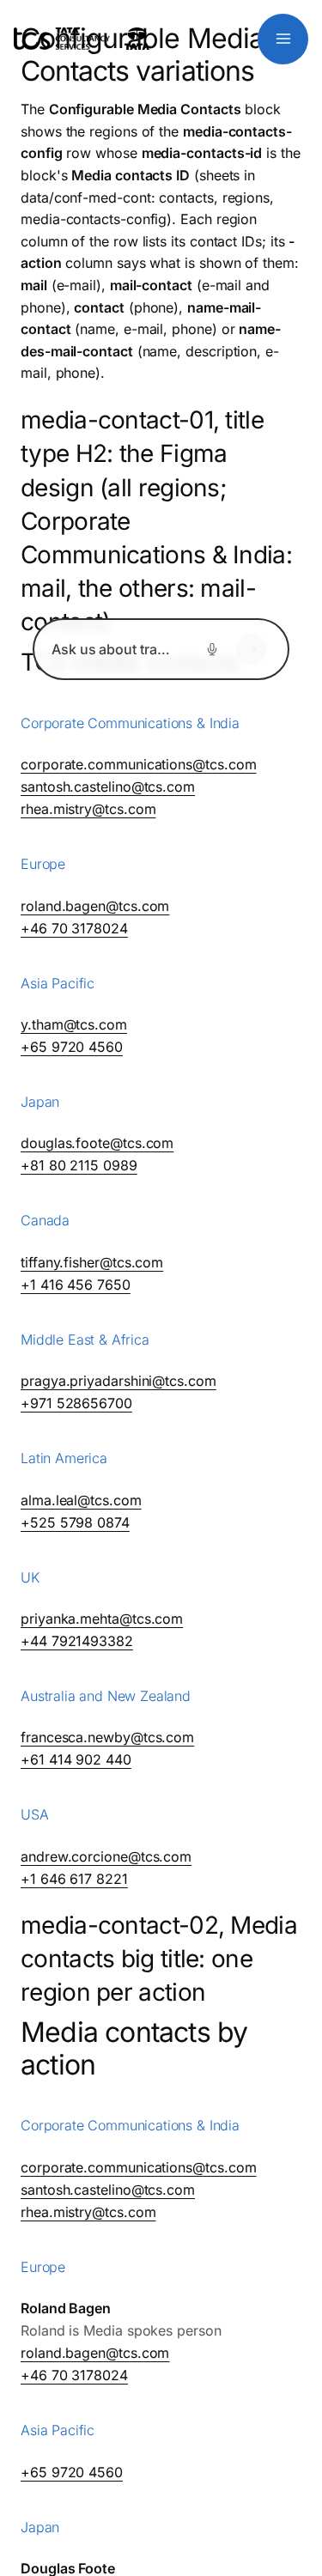 tcs TATA CONSULTANCY SERVICES TATA
Configurable Media
Contacts variations
The Configurable Media Contacts block
shows the regions of the media-contacts-
config row whose media-contacts-id is the
block's Media contacts ID (sheets in
data/conf-med-cont: contacts, regions,
media-contacts-config). Each region
column of the row lists its contact IDs; its -
action column says what is shown of them:
mail (e-mail), mail-contact (e-mail and
phone), contact (phone), name-mail-
contact (name, e-mail, phone) or name-
des-mail-contact (name, description, e-
mail, phone).
media-contact-01, title
type H2: the Figma
design (all regions;
Corporate
Communications & India:
mail, the others: mail-
contact)
Ask us about tra...
Corporate Communications & India
corporate.communications@tcs.com
santosh.castelino@tcs.com
rhea.mistry@tcs.com
Europe
roland.bagen@tcs.com
+46 70 3178024
Asia Pacific
y.tham@tcs.com
+65 9720 4560
Japan
douglas.foote@tcs.com
+81 80 2115 0989
Canada
tiffany.fisher@tcs.com
+1 416 456 7650
Middle East & Africa
pragya.priyadarshini@tcs.com
+971 528656700
Latin America
alma.leal@tcs.com
+525 5798 0874
UK
priyanka.mehta@tcs.com
+44 7921493382
Australia and New Zealand
francesca.newby@tcs.com
+61 414 902 440
USA
andrew.corcione@tcs.com
+1 646 617 8221
media-contact-02, Media
contacts big title: one
region per action
Media contacts by
action
Corporate Communications & India
corporate.communications@tcs.com
santosh.castelino@tcs.com
rhea.mistry@tcs.com
Europe
Roland Bagen
Roland is Media spokes person
roland.bagen@tcs.com
+46 70 3178024
Asia Pacific
+65 9720 4560
Japan
Douglas Foote